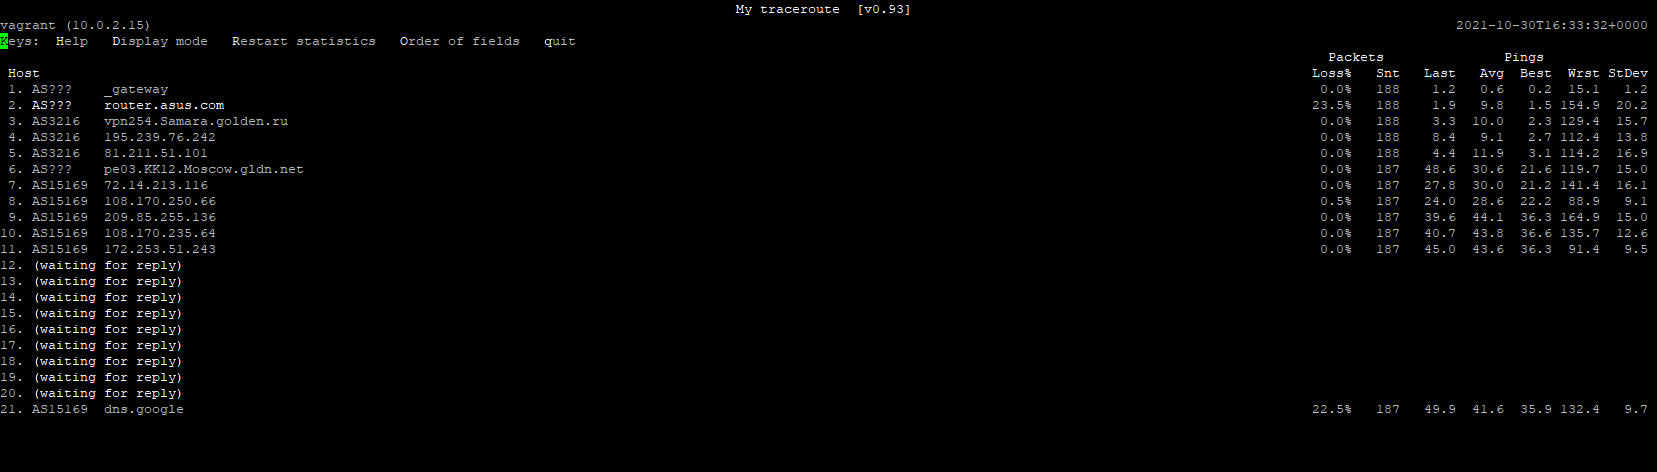 My traceroute  [v0.93]
vagrant (10.0.2.15) 2021-10-30T16:33:32+0000
Keys:  Help   Display mode   Restart statistics   Order of fields   quit
Packets Pings
Host Loss% Snt Last Avg Best Wrst StDev
1. AS??? _gateway 0.0% 188 1.2 0.6 0.2 15.1 1.2
2. AS??? router.asus.com 23.5% 188 1.9 9.8 1.5 154.9 20.2
3. AS3216 vpn254.Samara.golden.ru 0.0% 188 3.3 10.0 2.3 129.4 15.7
4. AS3216 195.239.76.242 0.0% 188 8.4 9.1 2.7 112.4 13.8
5. AS3216 81.211.51.101 0.0% 188 4.4 11.9 3.1 114.2 16.9
6. AS??? pe03.KK12.Moscow.gldn.net 0.0% 187 48.6 30.6 21.6 119.7 15.0
7. AS15169 72.14.213.116 0.0% 187 27.8 30.0 21.2 141.4 16.1
8. AS15169 108.170.250.66 0.5% 187 24.0 28.6 22.2 88.9 9.1
9. AS15169 209.85.255.136 0.0% 187 39.6 44.1 36.3 164.9 15.0
10. AS15169 108.170.235.64 0.0% 187 40.7 43.8 36.6 135.7 12.6
11. AS15169 172.253.51.243 0.0% 187 45.0 43.6 36.3 91.4 9.5
12. (waiting for reply)
13. (waiting for reply)
14. (waiting for reply)
15. (waiting for reply)
16. (waiting for reply)
17. (waiting for reply)
18. (waiting for reply)
19. (waiting for reply)
20. (waiting for reply)
21. AS15169 dns.google 22.5% 187 49.9 41.6 35.9 132.4 9.7